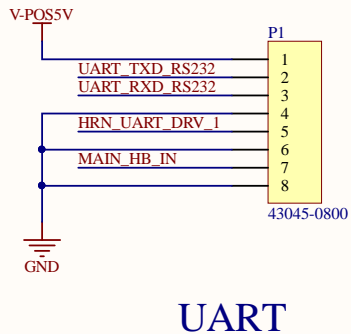 V-POS5V
P1
1
UART_TXD_RS232 2
UART_RXD_RS232 3
4
HRN_UART_DRV_1 5
6
MAIN_HB_IN 7
8
43045-0800
GND
UART